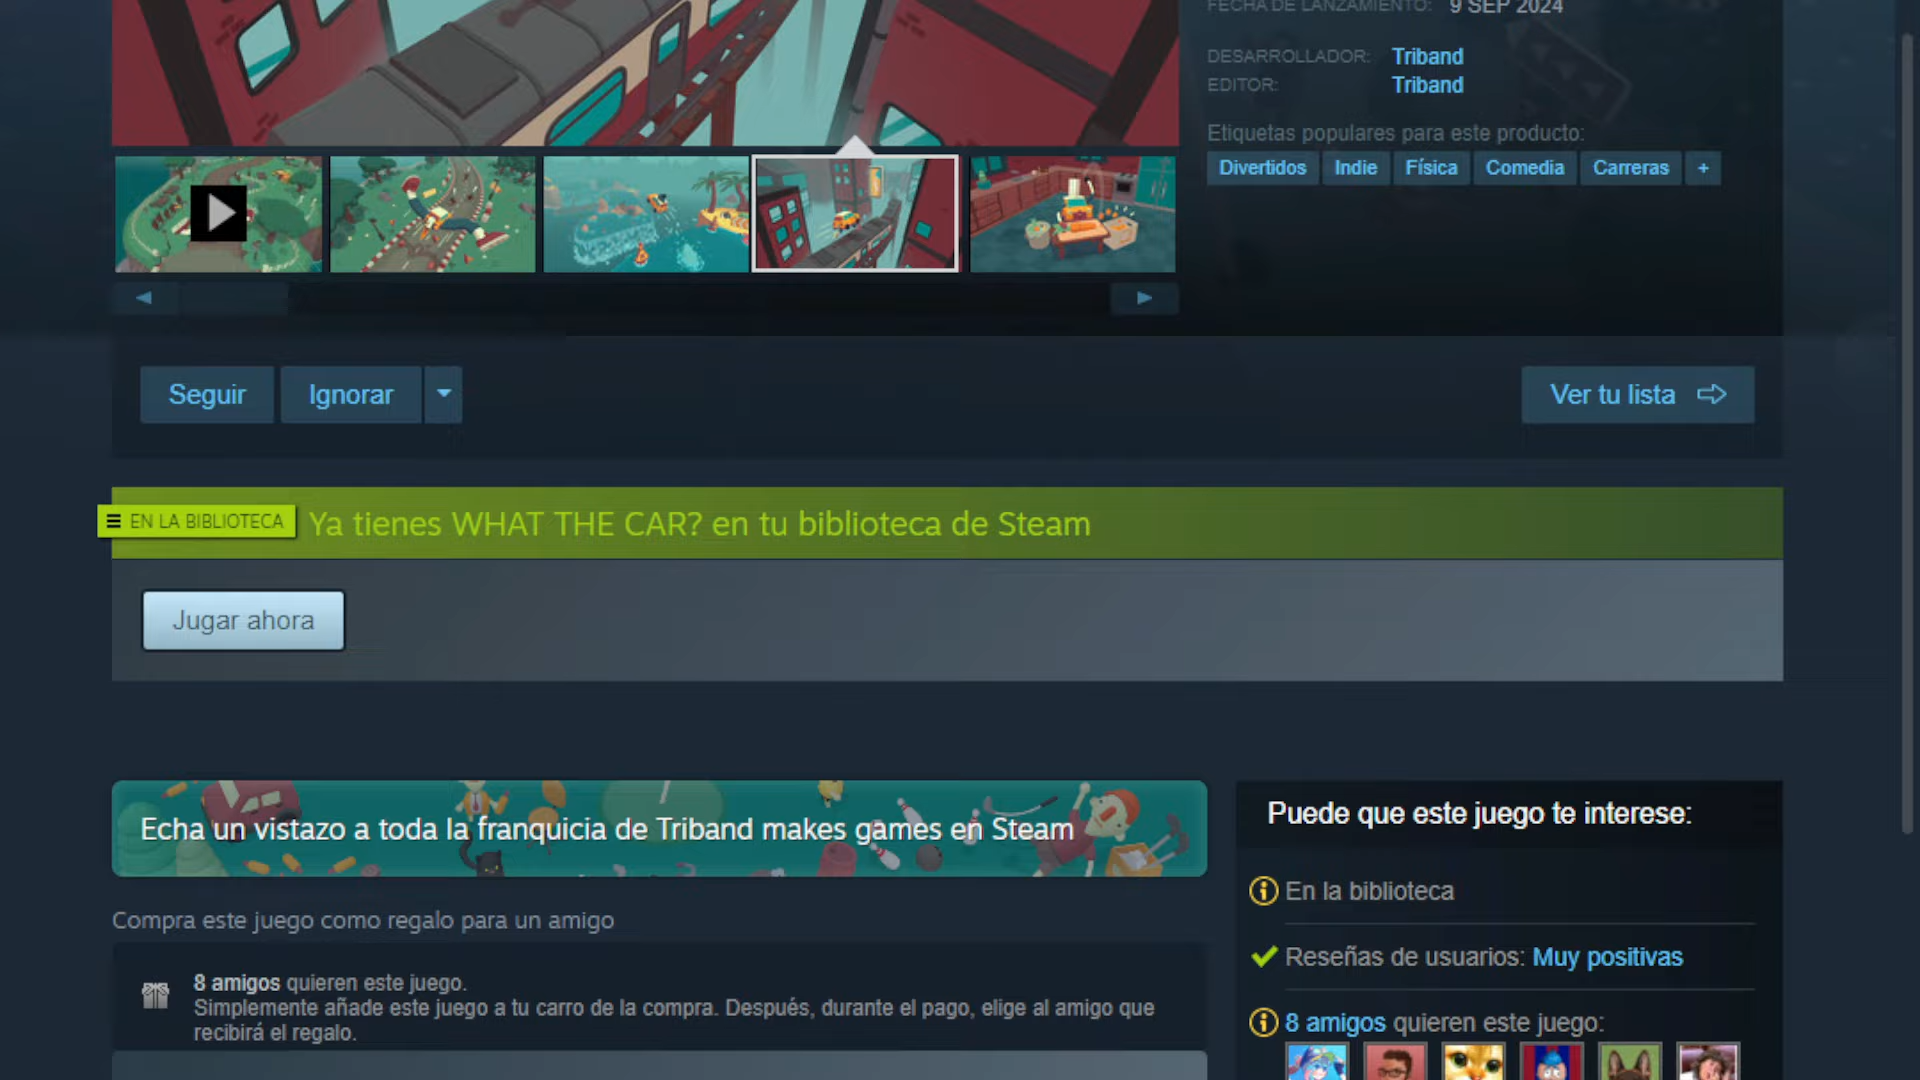 FECHA DE LANZAMIENTO: 9 SEP 2024
DESARROLLADOR: Triband
EDITOR: Triband
Etiquetas populares para este producto:
Divertidos Indie Física Comedia Carreras +
Seguir Ignorar Ver tu lista
EN LA BIBLIOTECA Ya tienes WHAT THE CAR? en tu biblioteca de Steam
Jugar ahora
Echa un vistazo a toda la franquicia de Triband makes games en Steam
Compra este juego como regalo para un amigo
8 amigos quieren este juego.
Simplemente añade este juego a tu carro de la compra. Después, durante el pago, elige al amigo que
recibirá el regalo.
Puede que este juego te interese:
En la biblioteca
Reseñas de usuarios: Muy positivas
8 amigos quieren este juego: